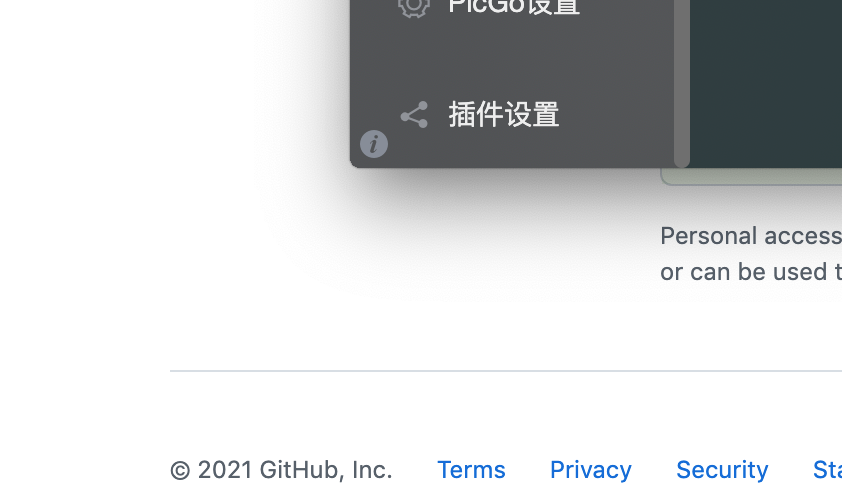 PicGo设置
插件设置
Personal access
or can be used t
© 2021 GitHub, Inc. Terms Privacy Security Sta